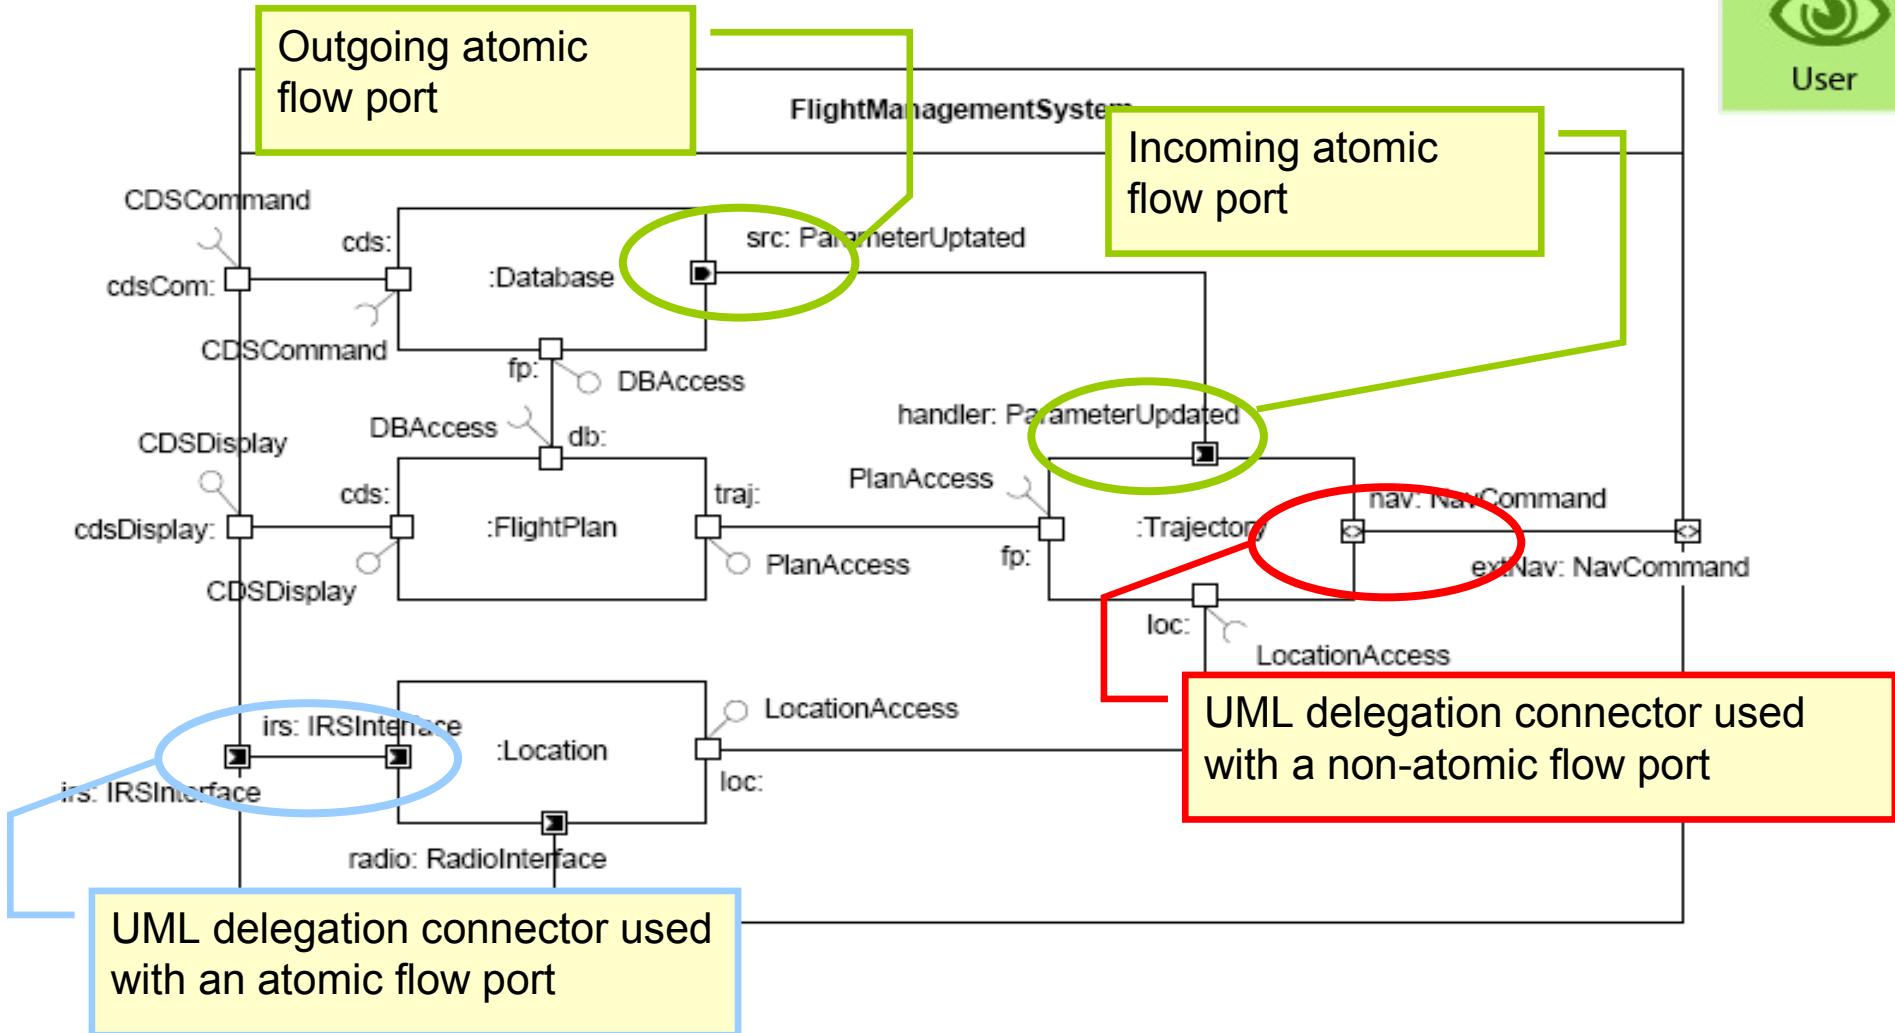 Outgoing atomic
flow port
User
FlightManagementSystem
Incoming atomic
flow port
CDSCommand
cds:
src: ParameterUptated
cdsCom:
:Database
CDSCommand
fp:
DBAccess
handler: ParameterUpdated
DBAccess
db:
CDSDisplay
PlanAccess
cds:
traj:
nav: NavCommand
cdsDisplay:
:FlightPlan
:Trajectory
fp:
PlanAccess
extNav: NavCommand
CDSDisplay
loc:
LocationAccess
irs: IRSInterface
LocationAccess
:Location
UML delegation connector used
with a non-atomic flow port
irs: IRSInterface
loc:
radio: RadioInterface
UML delegation connector used
with an atomic flow port